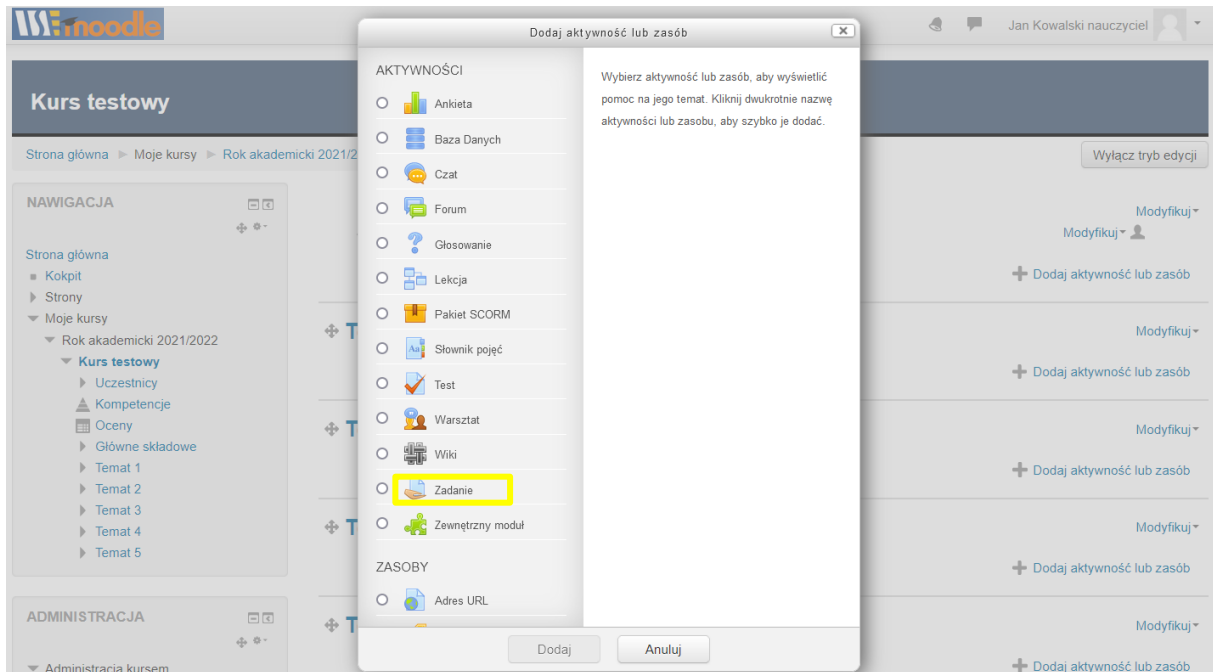 WSE moodle
Jan Kowalski nauczyciel
Kurs testowy
Strona główna Moje kursy Rok akademicki 2021/2
Wyłącz tryb edycji
NAWIGACJA
Strona główna
Kokpit
Strony
Moje kursy
Rok akademicki 2021/2022
Kurs testowy
Uczestnicy
Kompetencje
Oceny
Główne składowe
Temat 1
Temat 2
Temat 3
Temat 4
Temat 5
ADMINISTRACJA
Administracja kursem
Dodaj aktywność lub zasób
AKTYWNOŚCI
Ankieta
Baza Danych
Czat
Forum
Głosowanie
Lekcja
Pakiet SCORM
Słownik pojęć
Test
Warsztat
Wiki
Zadanie
Zewnętrzny moduł
ZASOBY
Adres URL
Dodaj
Anuluj
Wybierz aktywność lub zasób, aby wyświetlić
pomoc na jego temat. Kliknij dwukrotnie nazwę
aktywności lub zasobu, aby szybko je dodać.
Modyfikuj
Modyfikuj
Dodaj aktywność lub zasób
T
Modyfikuj
Dodaj aktywność lub zasób
T
Modyfikuj
Dodaj aktywność lub zasób
T
Modyfikuj
Dodaj aktywność lub zasób
T
Modyfikuj
Dodaj aktywność lub zasób